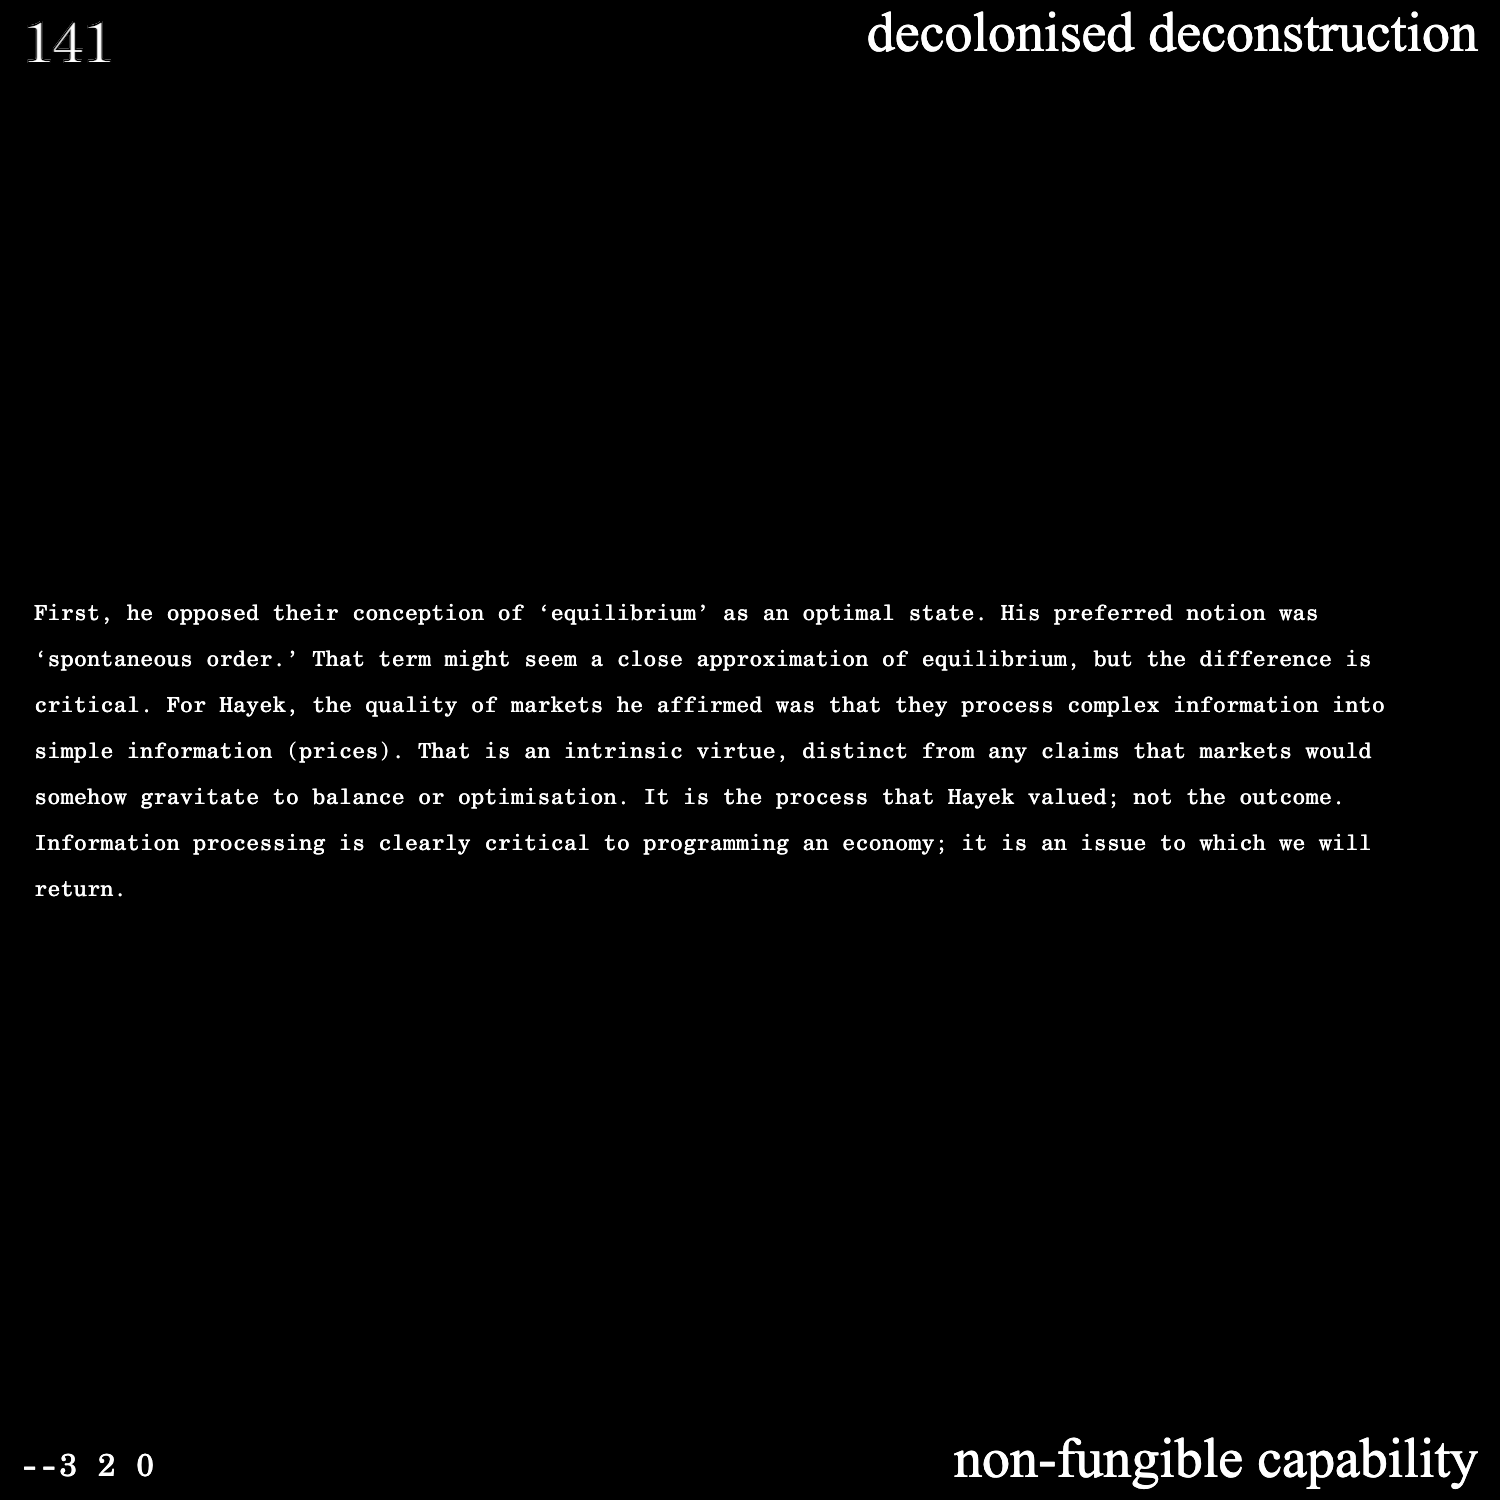 141
decolonised deconstruction
First, he opposed their conception of ‘equilibrium’ as an optimal state. His preferred notion was
‘spontaneous order.’ That term might seem a close approximation of equilibrium, but the difference is
critical. For Hayek, the quality of markets he affirmed was that they process complex information into
simple information (prices). That is an intrinsic virtue, distinct from any claims that markets would
somehow gravitate to balance or optimisation. It is the process that Hayek valued; not the outcome.
Information processing is clearly critical to programming an economy; it is an issue to which we will
return.
--3 2 0
non-fungible capability